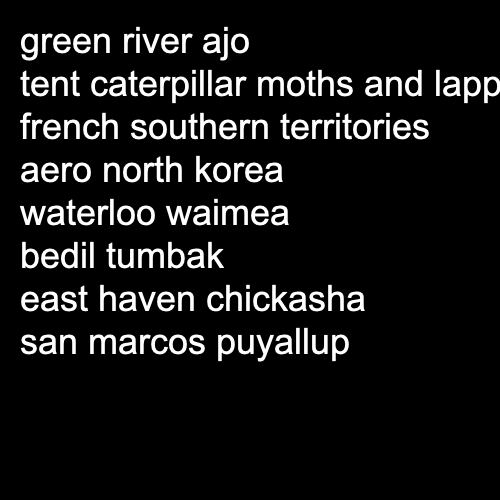 green river ajo
tent caterpillar moths and lapp
french southern territories
aero north korea
waterloo waimea
bedil tumbak
east haven chickasha
san marcos puyallup